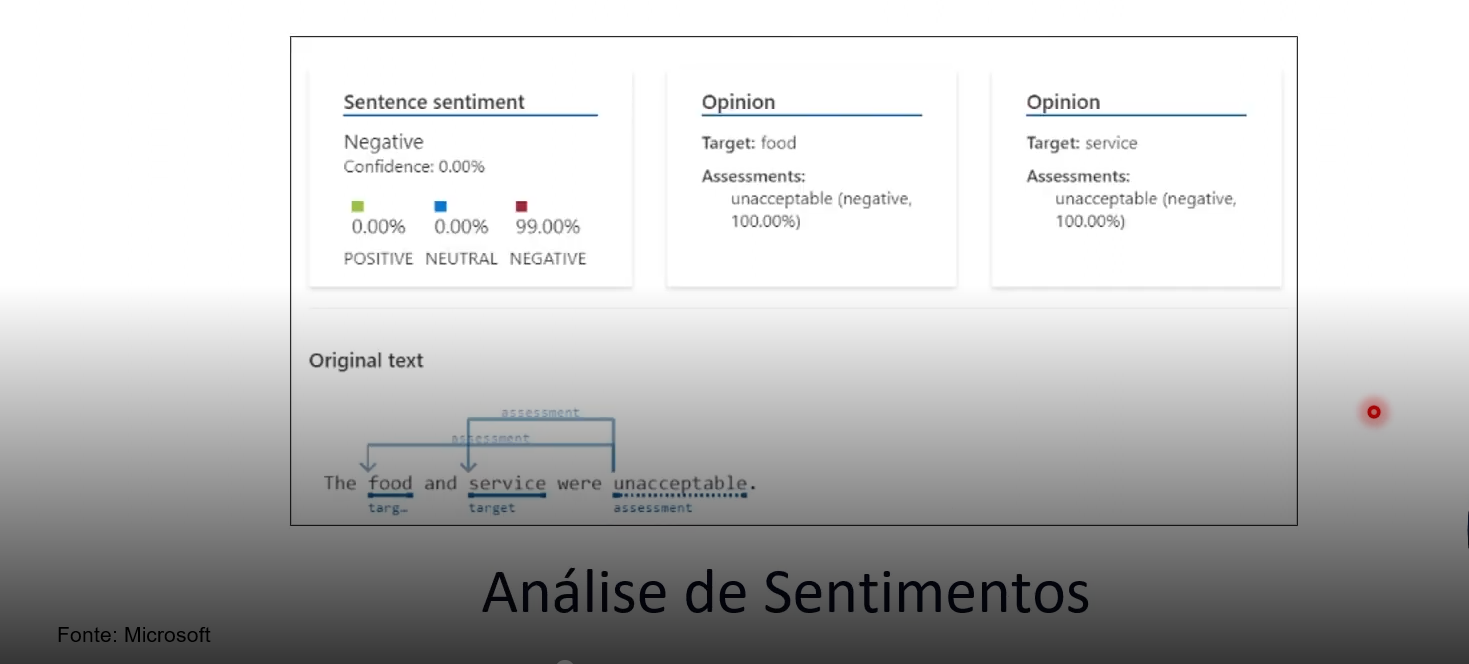 Sentence sentiment
Negative
Confidence: 0.00%
0.00% 0.00% 99.00%
POSITIVE NEUTRAL NEGATIVE
Opinion
Target: food
Assessments:
unacceptable (negative,
100.00%)
Opinion
Target: service
Assessments:
unacceptable (negative,
100.00%)
Original text
assessment
assessment
The food and service were unacceptable.
targ… target assessment
Análise de Sentimentos
Fonte: Microsoft